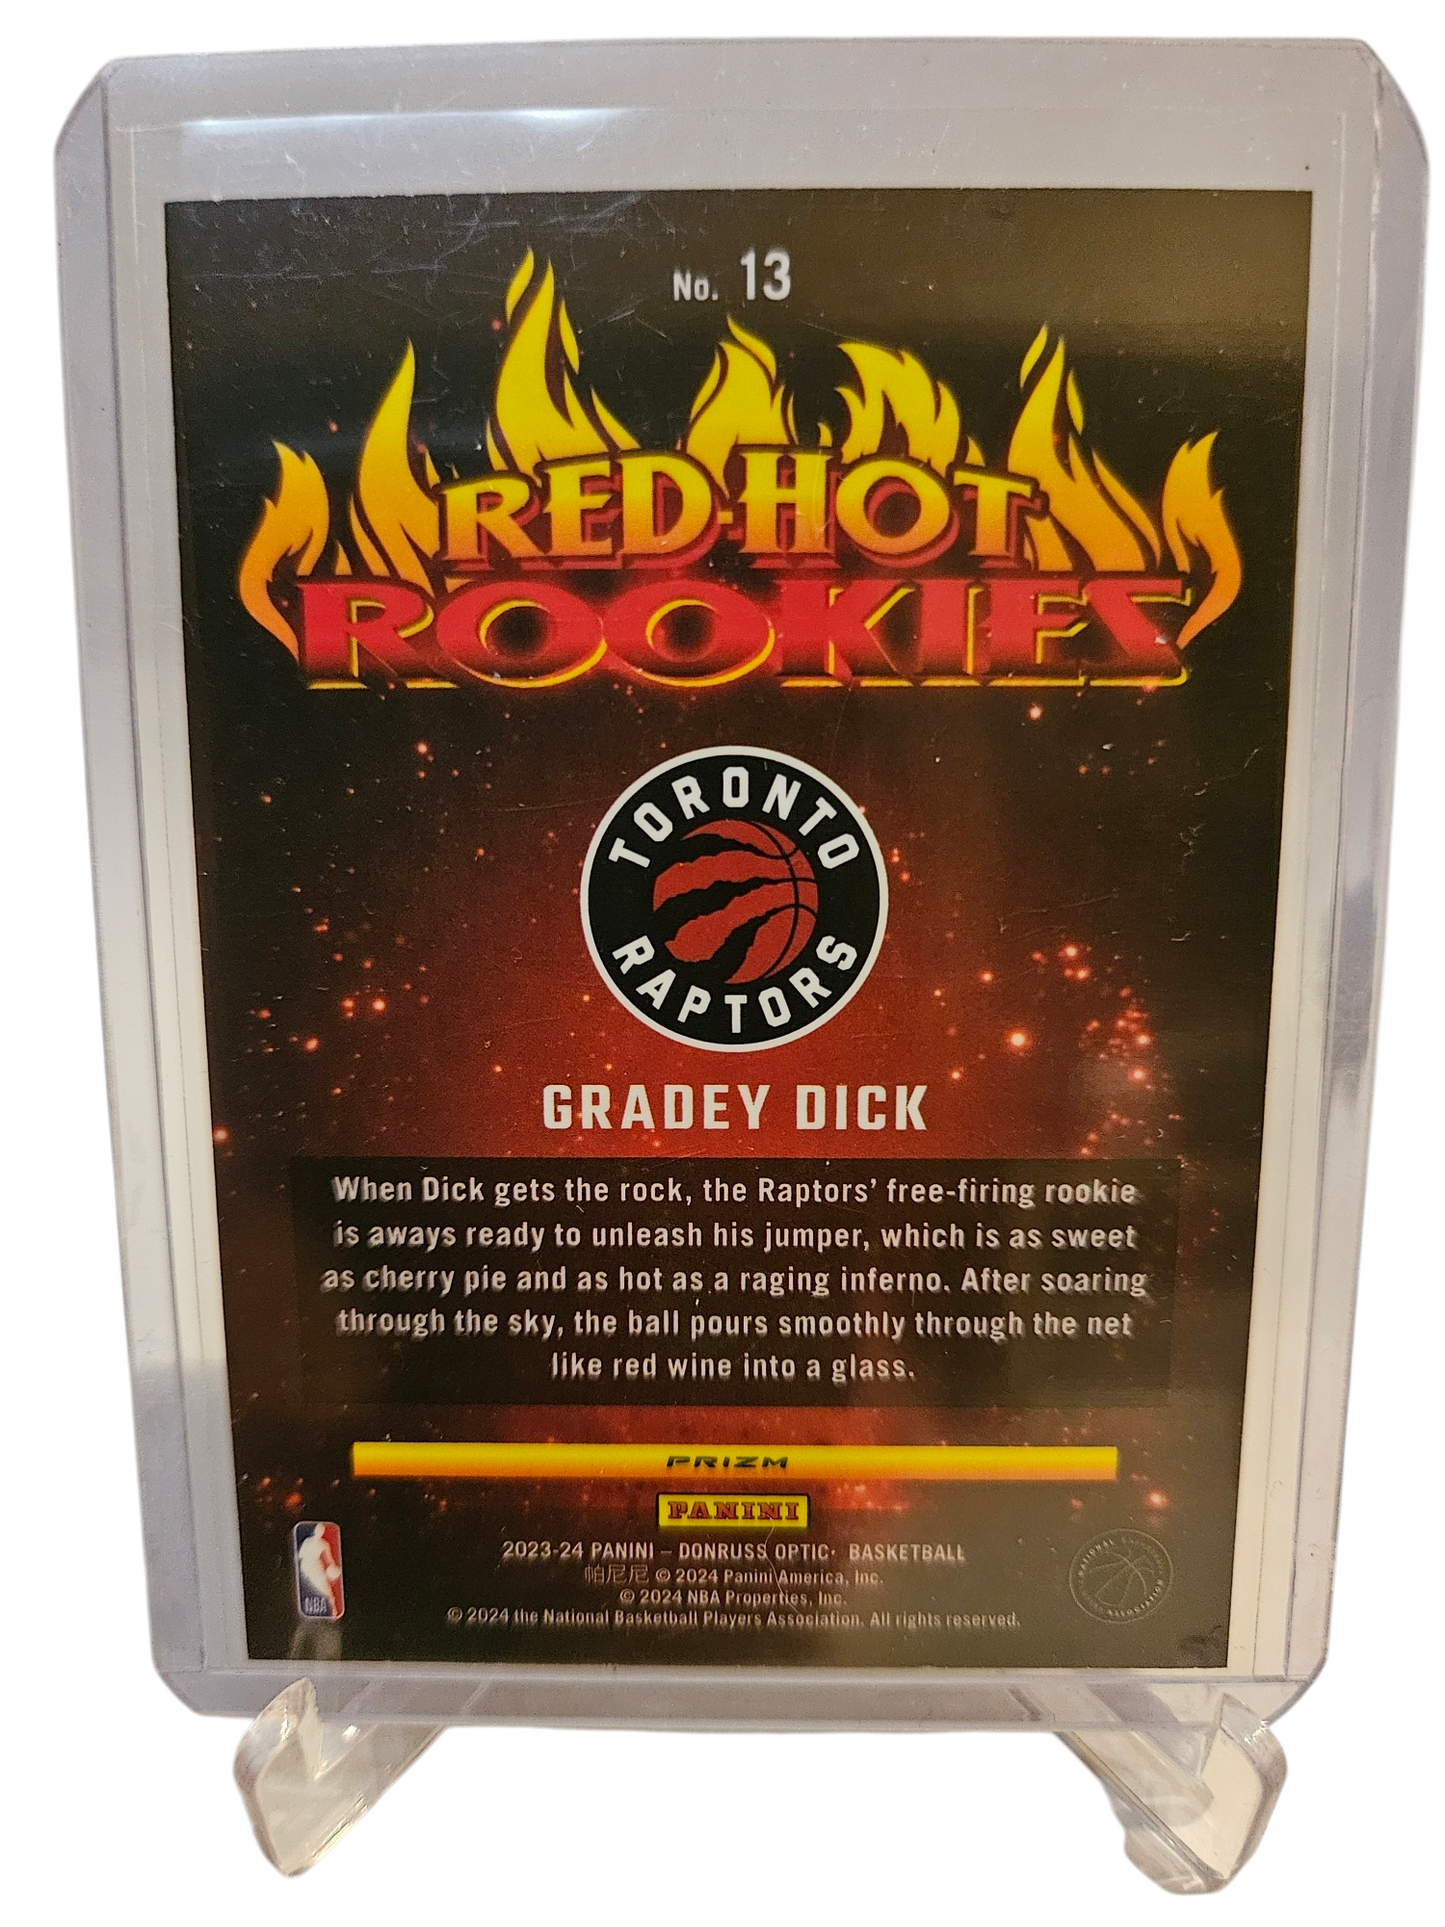 No. 13
RED-HOT
ROOKIES
TORONTO
RAPTORS
GRADEY DICK
When Dick gets the rock, the Raptors’ free-firing rookie
is aways ready to unleash his jumper, which is as sweet
as cherry pie and as hot as a raging inferno. After soaring
through the sky, the ball pours smoothly through the net
like red wine into a glass.
PRIZM
PANINI
2023-24 PANINI – DONRUSS OPTIC· BASKETBALL
帕尼尼 © 2024 Panini America, Inc.
© 2024 NBA Properties, Inc.
© 2024 the National Basketball Players Association. All rights reserved.
NBA
NATIONAL BASKETBALL
ASSOCIATION